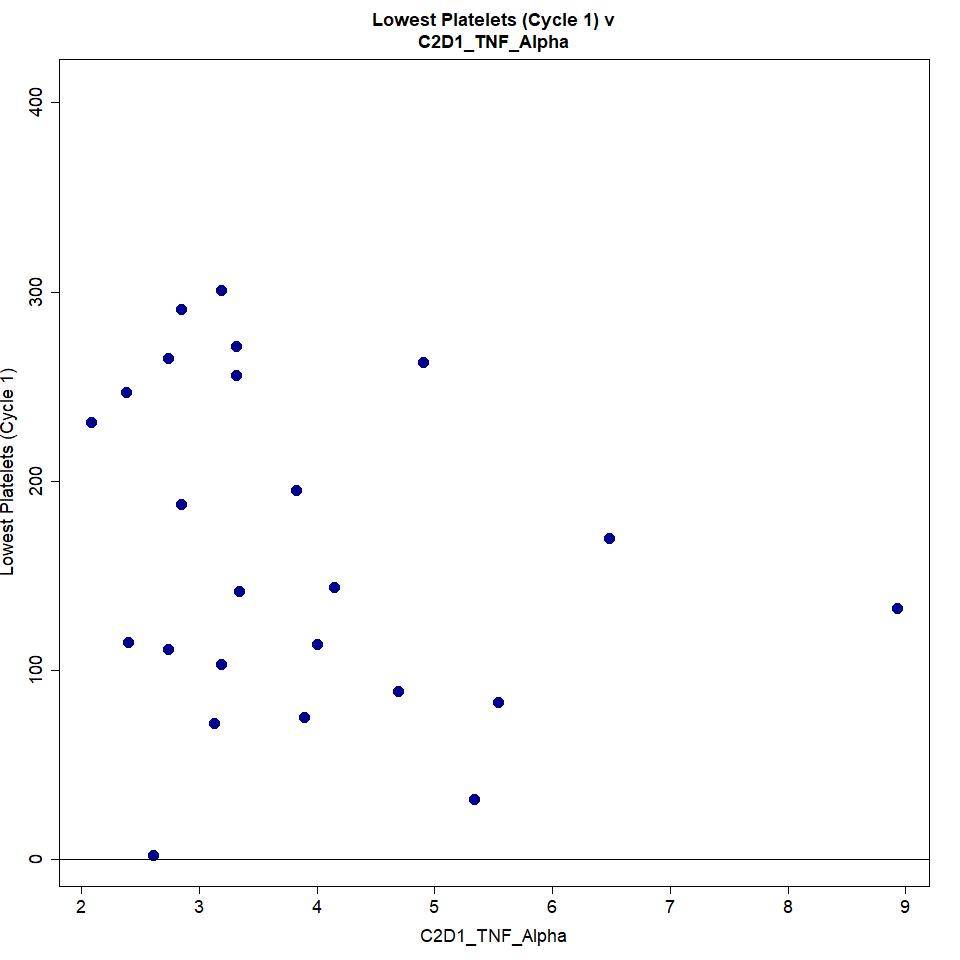 Lowest Platelets (Cycle 1) v
C2D1_TNF_Alpha
400
300
200
100
0
Lowest Platelets (Cycle 1)
2 3 4 5 6 7 8 9
C2D1_TNF_Alpha